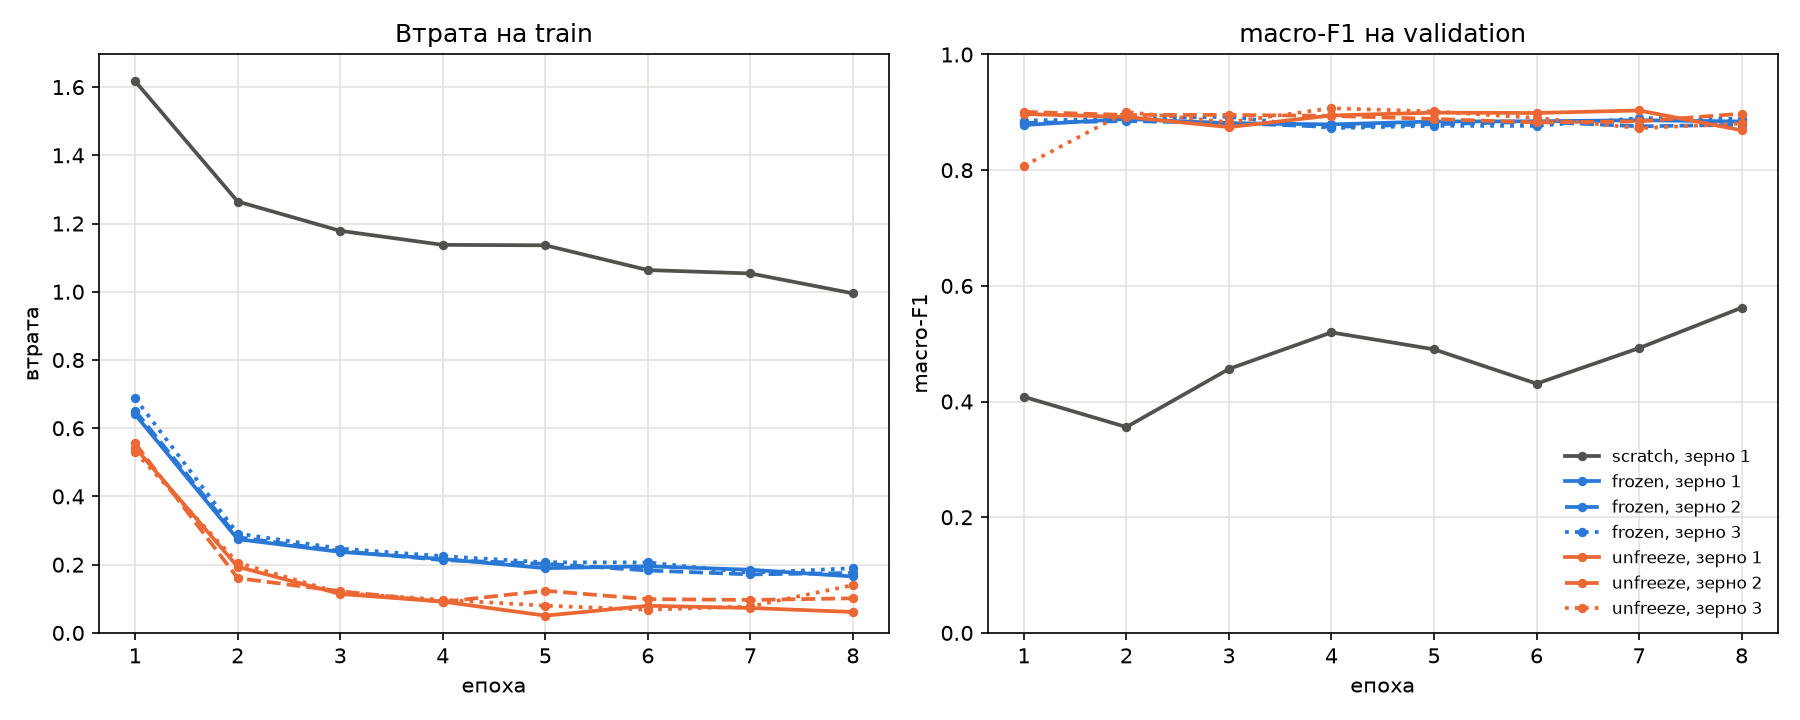 Втрата на train
втрата
1.6
1.4
1.2
1.0
0.8
0.6
0.4
0.2
0.0
1 2 3 4 5 6 7 8
епоха
macro-F1 на validation
macro-F1
1.0
0.8
0.6
0.4
0.2
0.0
scratch, зерно 1
frozen, зерно 1
frozen, зерно 2
frozen, зерно 3
unfreeze, зерно 1
unfreeze, зерно 2
unfreeze, зерно 3
1 2 3 4 5 6 7 8
епоха